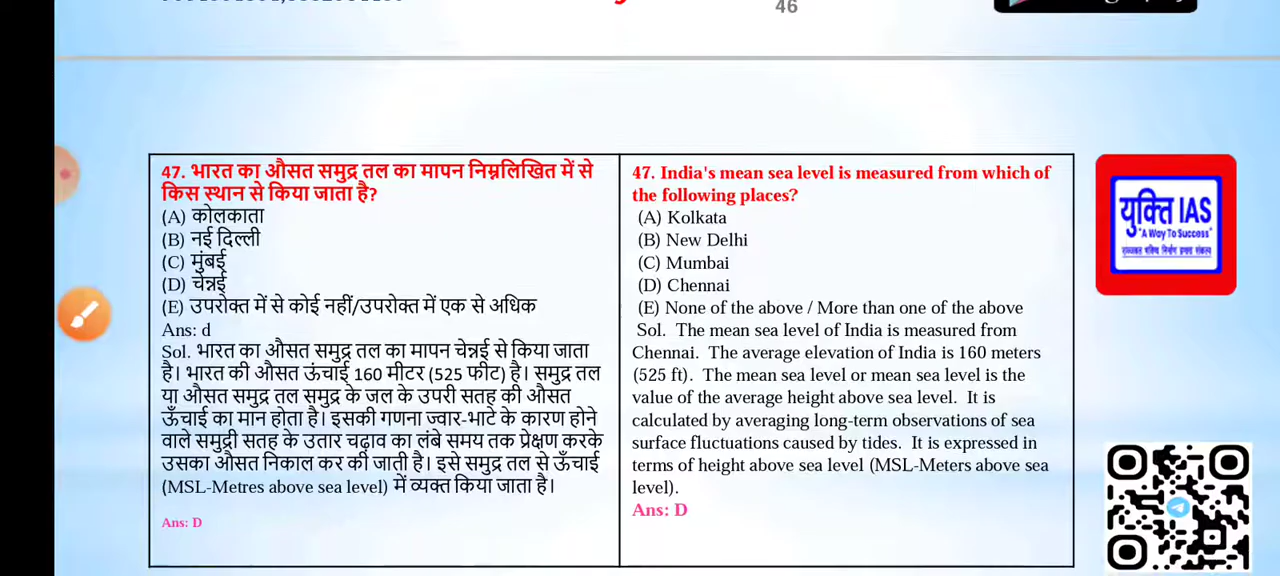 46
47. भारत का औसत समुद्र तल का मापन निम्नलिखित में से
किस स्थान से किया जाता है?
(A) कोलकाता
(B) नई दिल्ली
(C) मुंबई
(D) चेन्नई
(E) उपरोक्त में से कोई नहीं/उपरोक्त में एक से अधिक
Ans: d
Sol. भारत का औसत समुद्र तल का मापन चेन्नई से किया जाता
है। भारत की औसत ऊंचाई 160 मीटर (525 फीट) है। समुद्र तल
या औसत समुद्र तल समुद्र के जल के उपरी सतह की औसत
ऊँचाई का मान होता है। इसकी गणना ज्वार-भाटे के कारण होने
वाले समुद्री सतह के उतार चढ़ाव का लंबे समय तक प्रेक्षण करके
उसका औसत निकाल कर की जाती है। इसे समुद्र तल से ऊँचाई
(MSL-Metres above sea level) में व्यक्त किया जाता है।
Ans: D
47. India's mean sea level is measured from which of
the following places?
(A) Kolkata
(B) New Delhi
(C) Mumbai
(D) Chennai
(E) None of the above / More than one of the above
Sol. The mean sea level of India is measured from
Chennai. The average elevation of India is 160 meters
(525 ft). The mean sea level or mean sea level is the
value of the average height above sea level. It is
calculated by averaging long-term observations of sea
surface fluctuations caused by tides. It is expressed in
terms of height above sea level (MSL-Meters above sea
level).
Ans: D
युक्ति IAS
"A Way To Success"